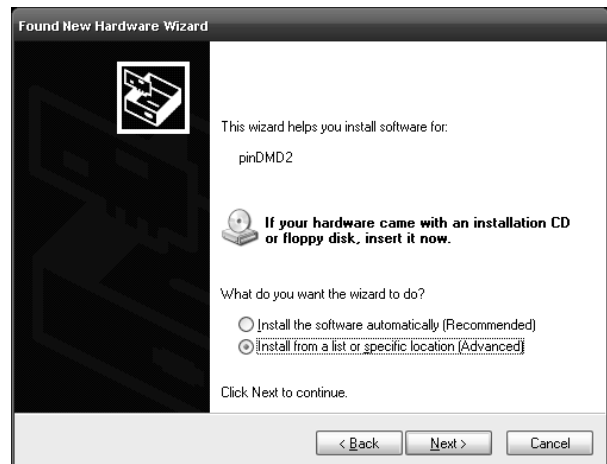 Found New Hardware Wizard
This wizard helps you install software for:
pinDMD2
If your hardware came with an installation CD
or floppy disk, insert it now.
What do you want the wizard to do?
Install the software automatically (Recommended)
Install from a list or specific location (Advanced)
Click Next to continue.
< Back
Next >
Cancel